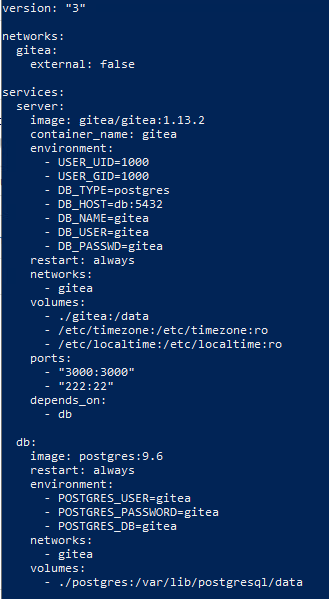 version: "3"

networks:
  gitea:
    external: false

services:
  server:
    image: gitea/gitea:1.13.2
    container_name: gitea
    environment:
      - USER_UID=1000
      - USER_GID=1000
      - DB_TYPE=postgres
      - DB_HOST=db:5432
      - DB_NAME=gitea
      - DB_USER=gitea
      - DB_PASSWD=gitea
    restart: always
    networks:
      - gitea
    volumes:
      - ./gitea:/data
      - /etc/timezone:/etc/timezone:ro
      - /etc/localtime:/etc/localtime:ro
    ports:
      - "3000:3000"
      - "222:22"
    depends_on:
      - db

  db:
    image: postgres:9.6
    restart: always
    environment:
      - POSTGRES_USER=gitea
      - POSTGRES_PASSWORD=gitea
      - POSTGRES_DB=gitea
    networks:
      - gitea
    volumes:
      - ./postgres:/var/lib/postgresql/data